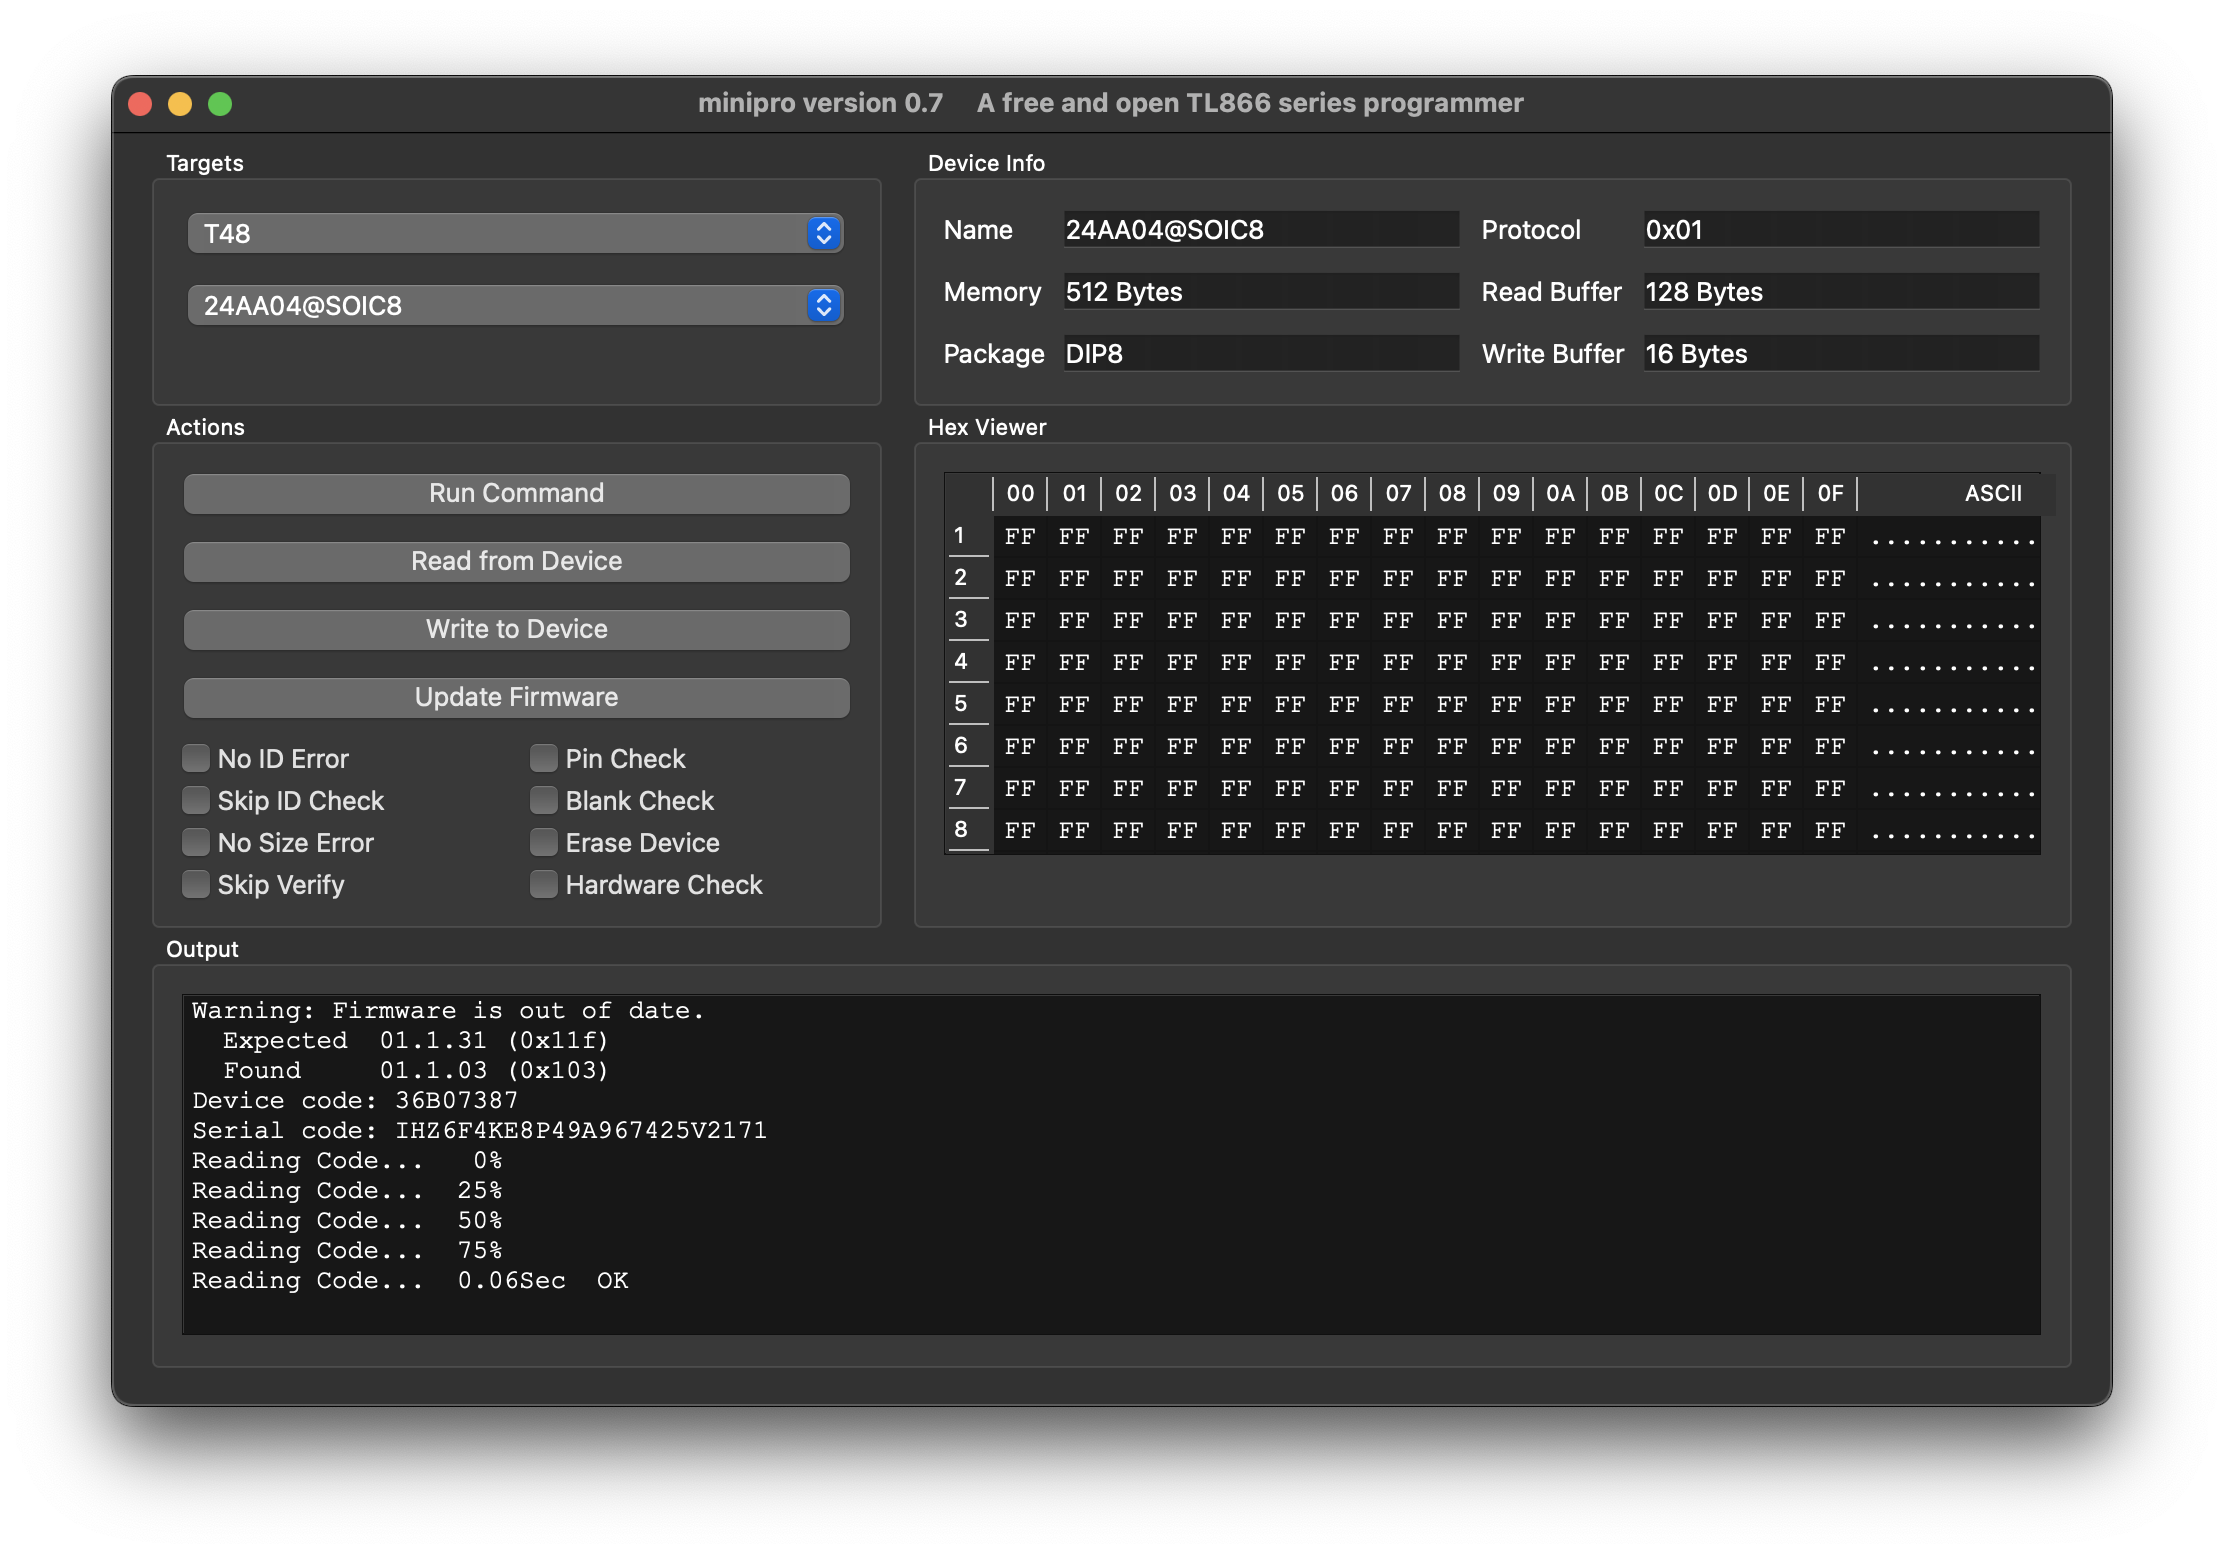 minipro version 0.7 A free and open TL866 series programmer
Targets
T48
24AA04@SOIC8
Device Info
Name 24AA04@SOIC8 Protocol 0x01
Memory 512 Bytes Read Buffer 128 Bytes
Package DIP8 Write Buffer 16 Bytes
Actions
Run Command
Read from Device
Write to Device
Update Firmware
No ID Error Pin Check
Skip ID Check Blank Check
No Size Error Erase Device
Skip Verify Hardware Check
Hex Viewer
00 01 02 03 04 05 06 07 08 09 0A 0B 0C 0D 0E 0F ASCII
1 FF FF FF FF FF FF FF FF FF FF FF FF FF FF FF FF ...........
2 FF FF FF FF FF FF FF FF FF FF FF FF FF FF FF FF ...........
3 FF FF FF FF FF FF FF FF FF FF FF FF FF FF FF FF ...........
4 FF FF FF FF FF FF FF FF FF FF FF FF FF FF FF FF ...........
5 FF FF FF FF FF FF FF FF FF FF FF FF FF FF FF FF ...........
6 FF FF FF FF FF FF FF FF FF FF FF FF FF FF FF FF ...........
7 FF FF FF FF FF FF FF FF FF FF FF FF FF FF FF FF ...........
8 FF FF FF FF FF FF FF FF FF FF FF FF FF FF FF FF ...........
Output
Warning: Firmware is out of date.
Expected 01.1.31 (0x11f)
Found 01.1.03 (0x103)
Device code: 36B07387
Serial code: IHZ6F4KE8P49A967425V2171
Reading Code... 0%
Reading Code... 25%
Reading Code... 50%
Reading Code... 75%
Reading Code... 0.06Sec OK